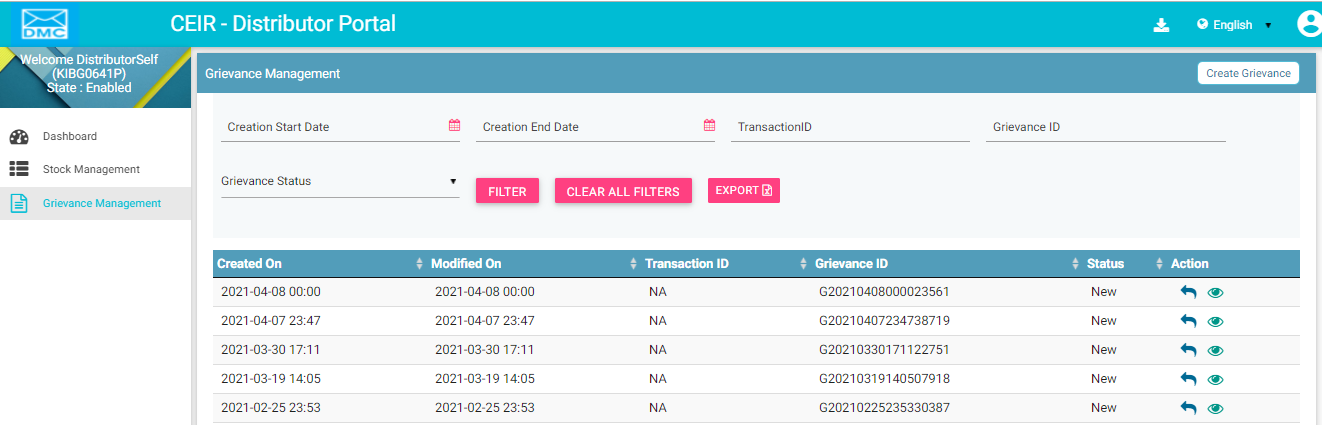 DMC
CEIR - Distributor Portal
English
Welcome DistributorSelf
(KIBG0641P)
State : Enabled
Dashboard
Stock Management
Grievance Management
Grievance Management
Create Grievance
Creation Start Date
Creation End Date
TransactionID
Grievance ID
Grievance Status
FILTER
CLEAR ALL FILTERS
EXPORT
Created On Modified On Transaction ID Grievance ID Status Action
2021-04-08 00:00 2021-04-08 00:00 NA G20210408000023561 New
2021-04-07 23:47 2021-04-07 23:47 NA G20210407234738719 New
2021-03-30 17:11 2021-03-30 17:11 NA G20210330171122751 New
2021-03-19 14:05 2021-03-19 14:05 NA G20210319140507918 New
2021-02-25 23:53 2021-02-25 23:53 NA G20210225235330387 New